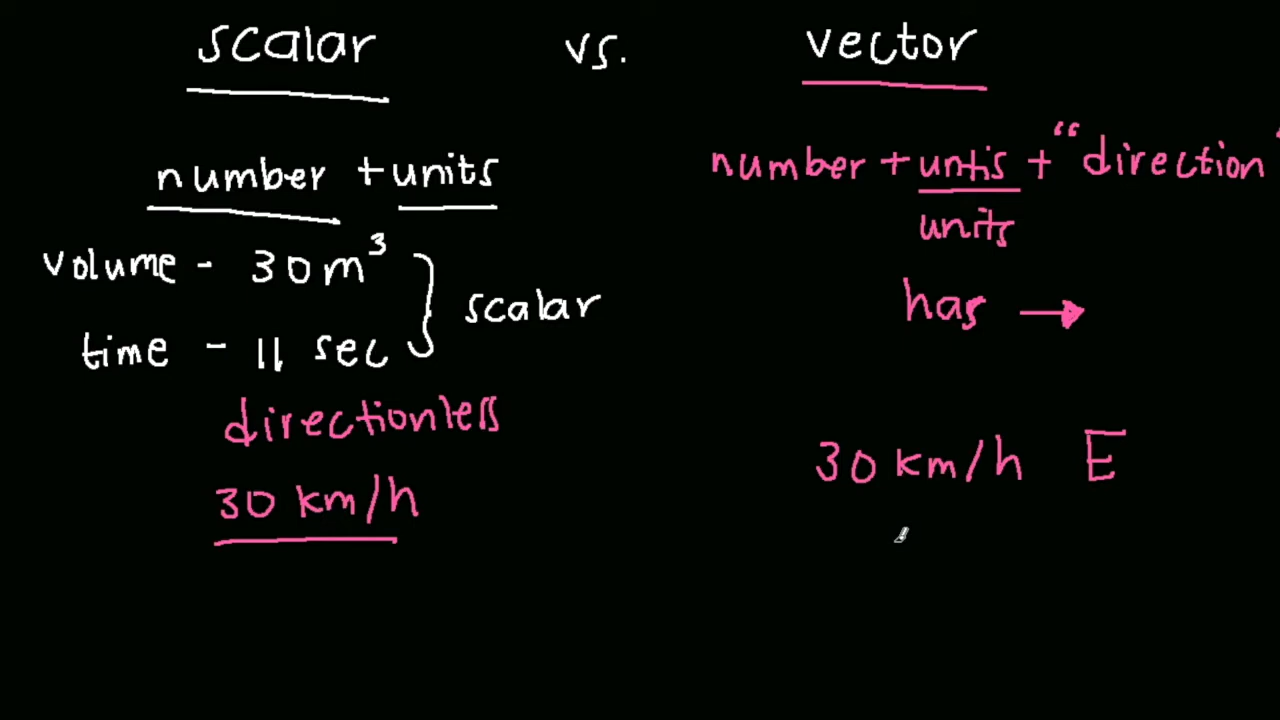 scalar vs. vector
number + units
volume - 30 m³
time - 11 sec
scalar
directionless
30 km/h
number + untis + "direction"
units
has →
30 km/h E